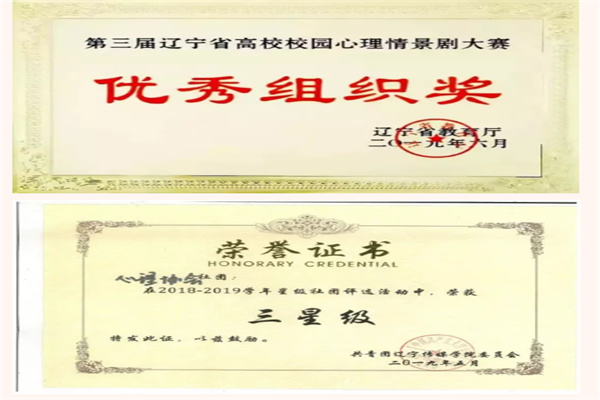 第三届辽宁省高校校园心理情景剧大赛
优秀组织奖
辽宁省教育厅
二〇一九年六月
荣誉证书
HONORARY CREDENTIAL
心理协会社团：
在2018-2019学年星级社团评选活动中，荣获
三星级
特发此证，以兹鼓励。
共青团辽宁传媒学院委员会
二〇一九年五月